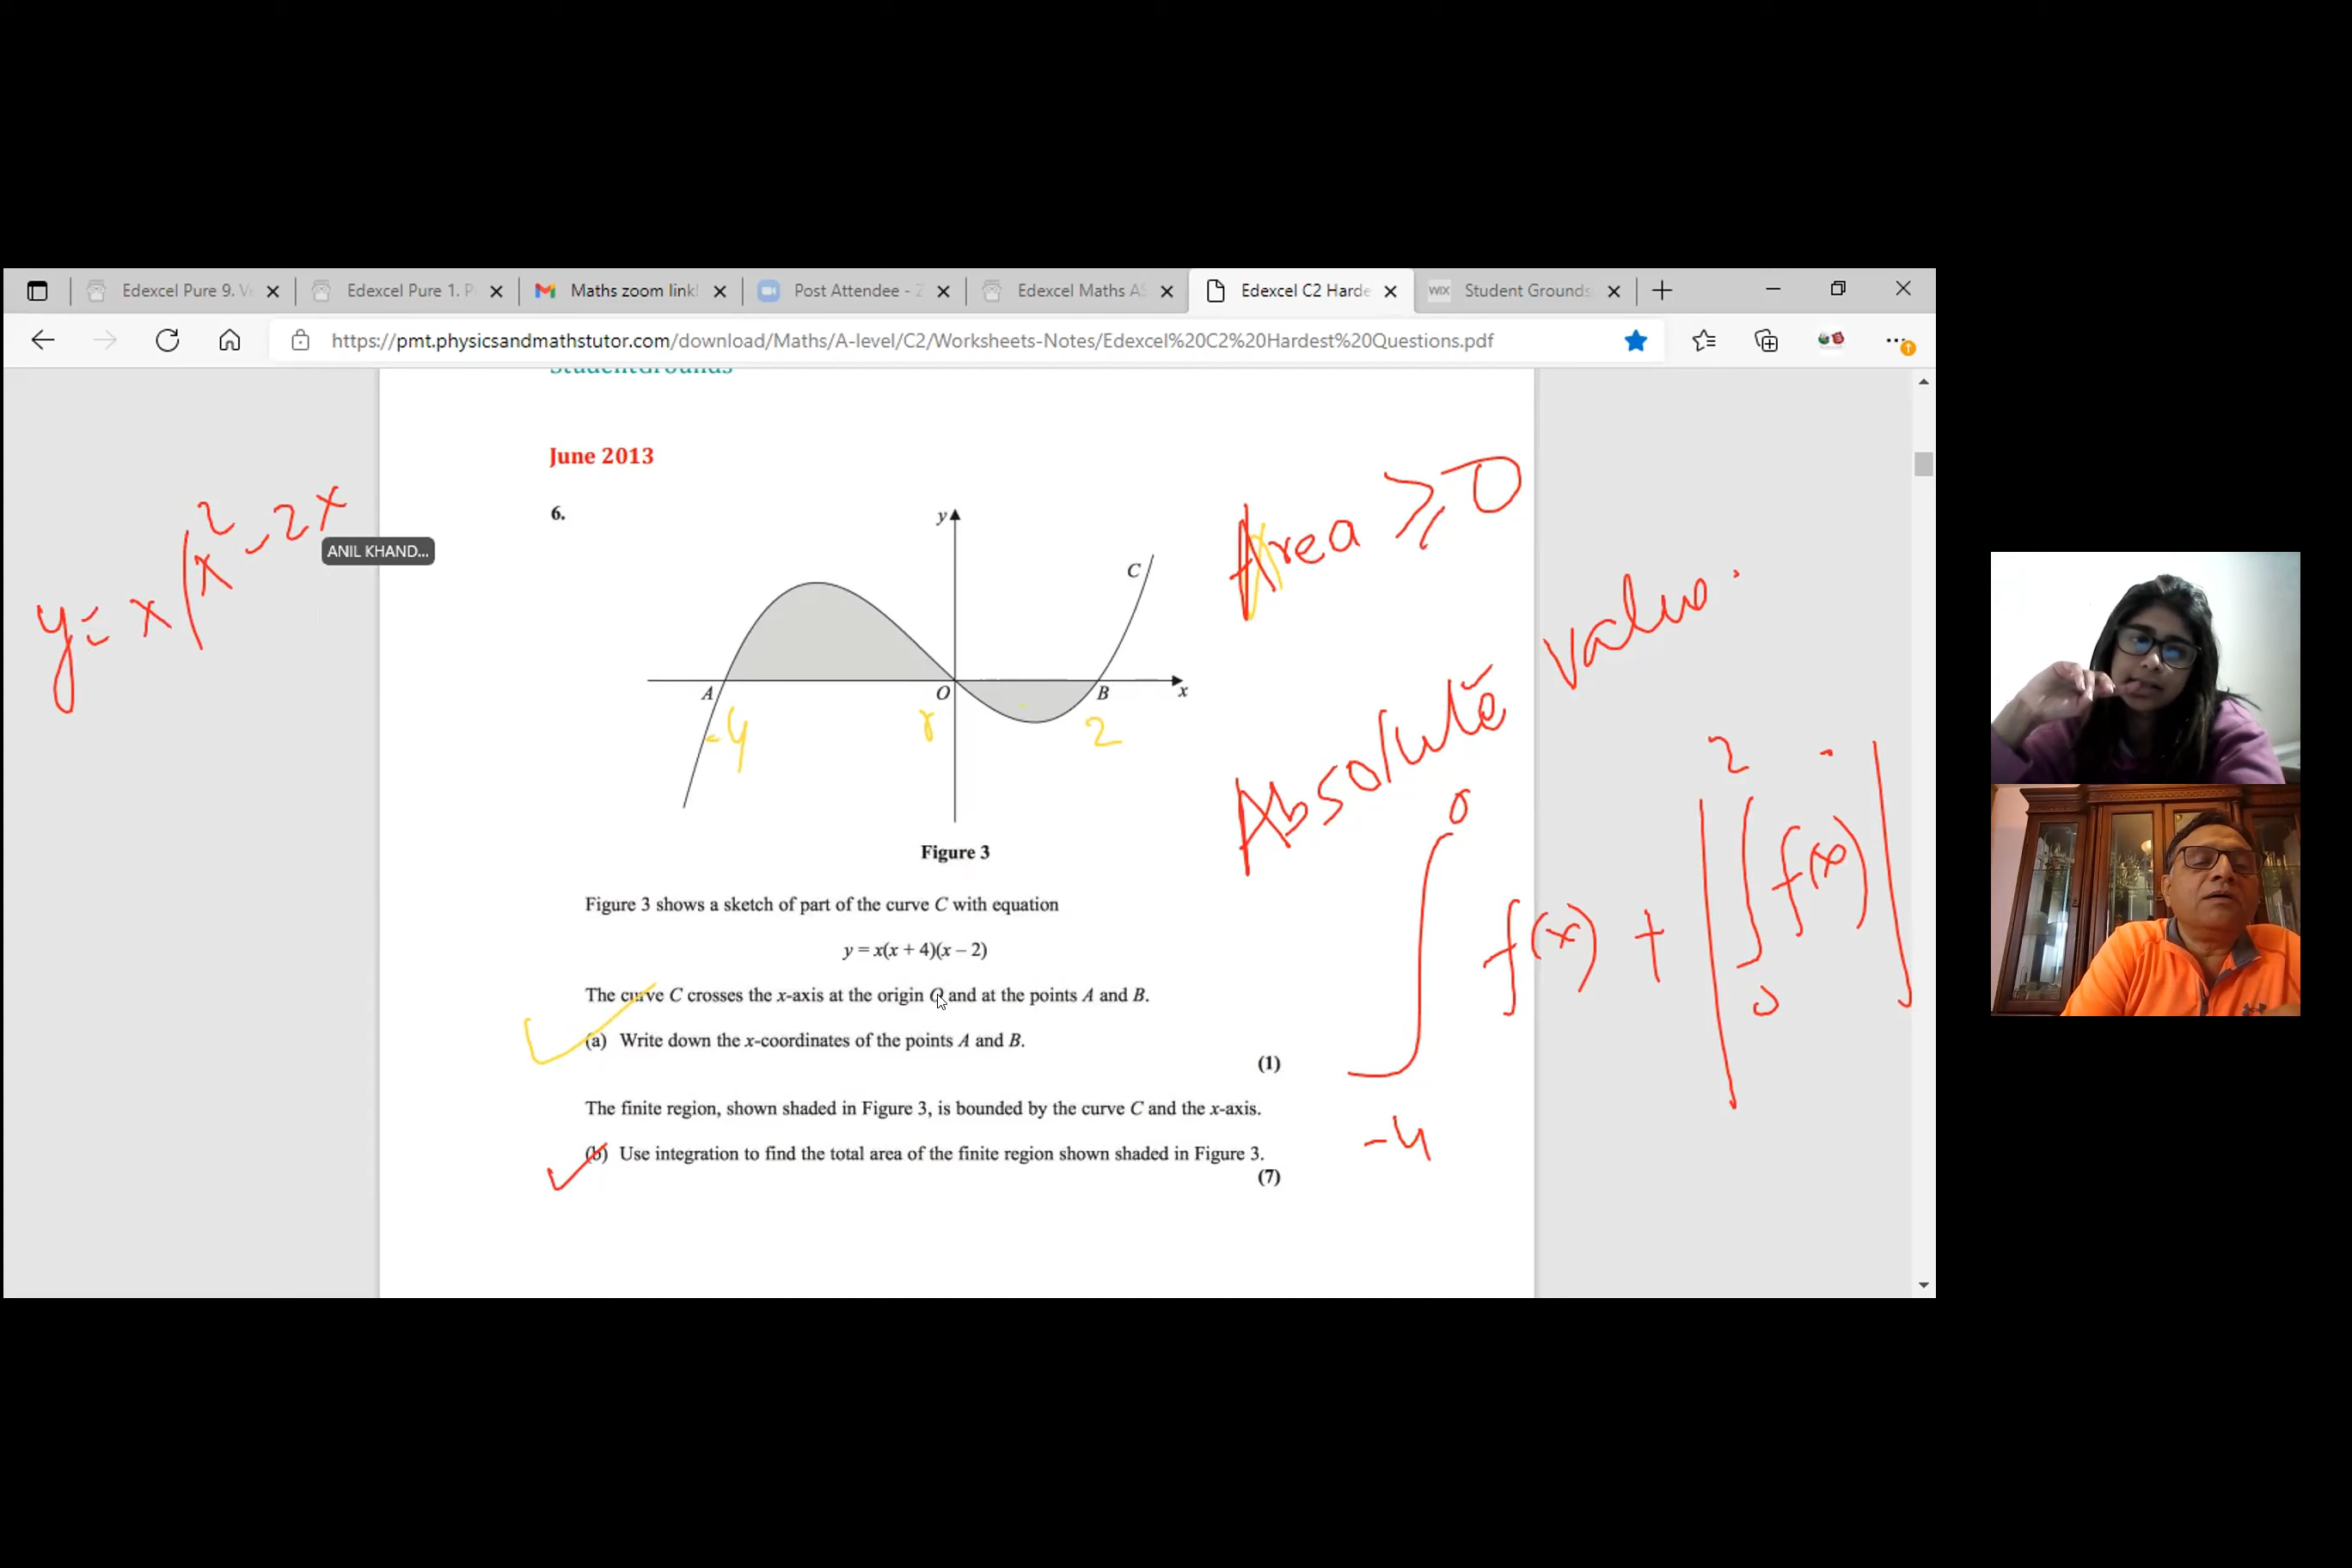 Edexcel Pure 9. V
Edexcel Pure 1. P
Maths zoom link
Post Attendee - Z
Edexcel Maths AS
Edexcel C2 Harde
WIX
Student Grounds
https://pmt.physicsandmathstutor.com/download/Maths/A-level/C2/Worksheets-Notes/Edexcel%20C2%20Hardest%20Questions.pdf
StudentGrounds
June 2013
6.
y
C
A
O
B
x
-4
2
Figure 3
Figure 3 shows a sketch of part of the curve C with equation
y = x(x + 4)(x – 2)
The curve C crosses the x-axis at the origin O and at the points A and B.
(a) Write down the x-coordinates of the points A and B.
(1)
The finite region, shown shaded in Figure 3, is bounded by the curve C and the x-axis.
(b) Use integration to find the total area of the finite region shown shaded in Figure 3.
(7)
y = x(x² - 2x
ANIL KHAND...
Area ≥ 0
Absolute value
∫₋₄⁰ f(x) + |∫₀² f(x)|